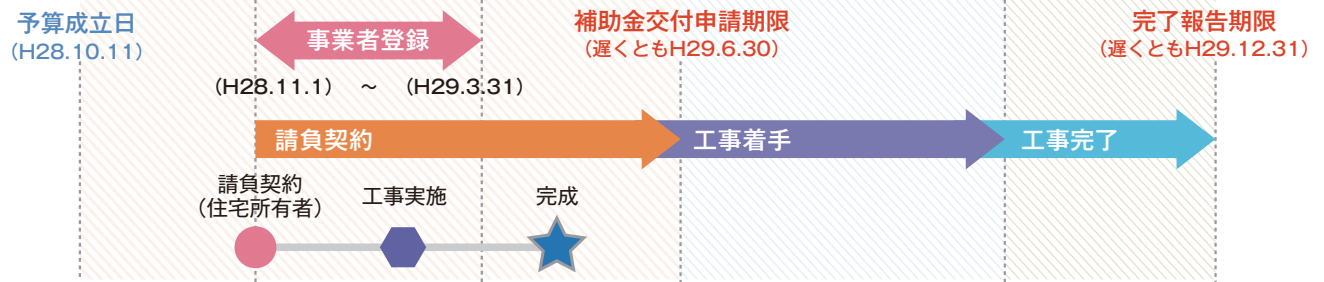 予算成立日
（H28.10.11）
事業者登録
（H28.11.1）　～　（H29.3.31）
補助金交付申請期限
（遅くともH29.6.30）
完了報告期限
（遅くともH29.12.31）
請負契約
工事着手
工事完了
請負契約
（住宅所有者）
工事実施
完成